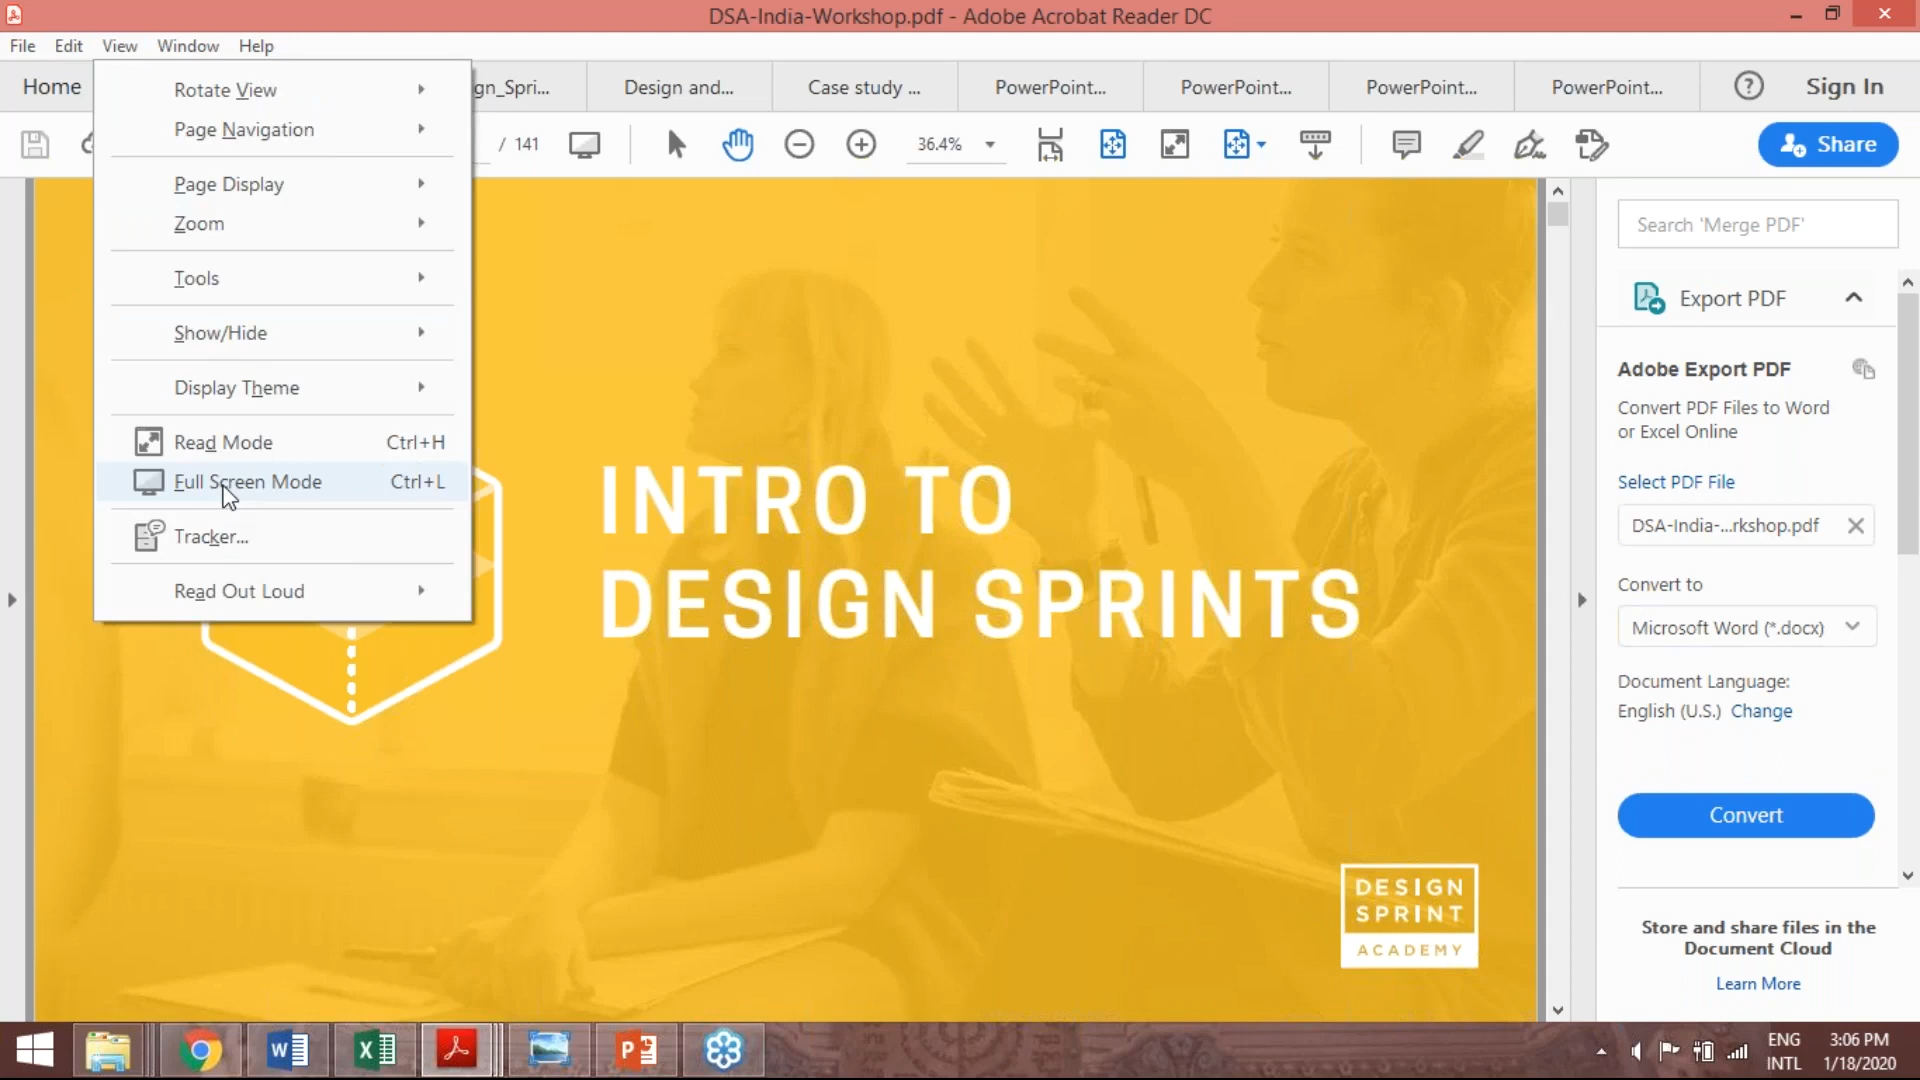 DSA-India-Workshop.pdf - Adobe Acrobat Reader DC
File Edit View Window Help
Home
gn_Spri... Design and... Case study ... PowerPoint... PowerPoint... PowerPoint... PowerPoint... Sign In
/ 141 36.4% Share
Rotate View
Page Navigation
Page Display
Zoom
Tools
Show/Hide
Display Theme
Read Mode Ctrl+H
Full Screen Mode Ctrl+L
Tracker...
Read Out Loud
INTRO TO
DESIGN SPRINTS
DESIGN
SPRINT
ACADEMY
Search 'Merge PDF'
Export PDF
Adobe Export PDF
Convert PDF Files to Word
or Excel Online
Select PDF File
DSA-India-...rkshop.pdf
Convert to
Microsoft Word (*.docx)
Document Language:
English (U.S.) Change
Convert
Store and share files in the
Document Cloud
Learn More
ENG 3:06 PM
INTL 1/18/2020